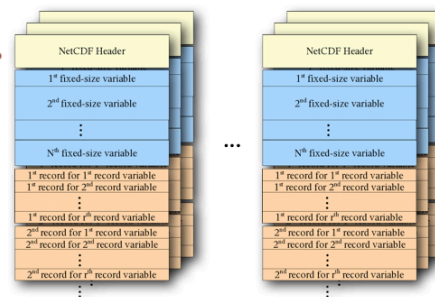 NetCDF Header
1st fixed-size variable
2nd fixed-size variable
⋮
Nth fixed-size variable
1st record for 1st record variable
1st record for 2nd record variable
⋮
1st record for rth record variable
2nd record for 1st record variable
2nd record for 2nd record variable
⋮
2nd record for rth record variable
⋮
...
NetCDF Header
1st fixed-size variable
2nd fixed-size variable
⋮
Nth fixed-size variable
1st record for 1st record variable
1st record for 2nd record variable
⋮
1st record for rth record variable
2nd record for 1st record variable
2nd record for 2nd record variable
⋮
2nd record for rth record variable
⋮